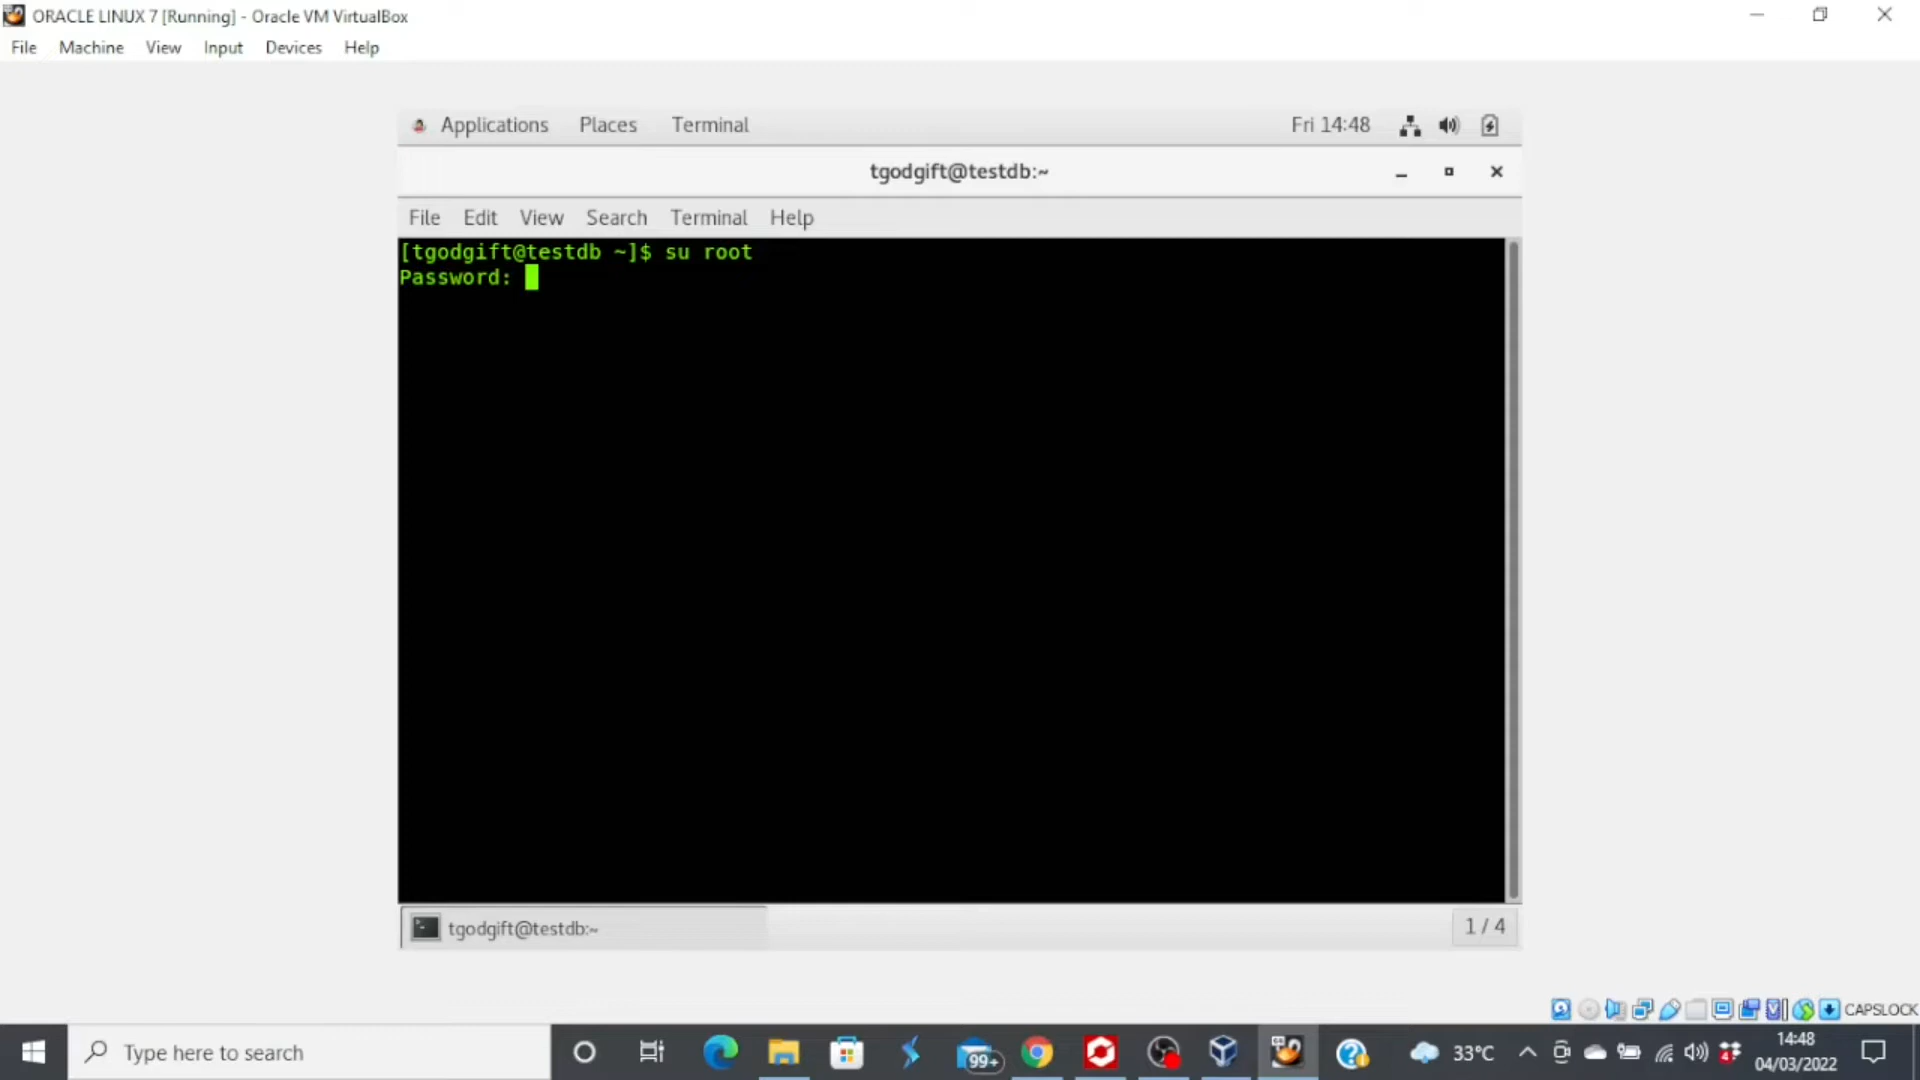 ORACLE LINUX 7 [Running] - Oracle VM VirtualBox
File Machine View Input Devices Help
Applications Places Terminal Fri 14:48
tgodgift@testdb:~
File Edit View Search Terminal Help
[tgodgift@testdb ~]$ su root
Password:
tgodgift@testdb:~ 1 / 4
CAPSLOCK
Type here to search 99+ 33°C 14:48
04/03/2022